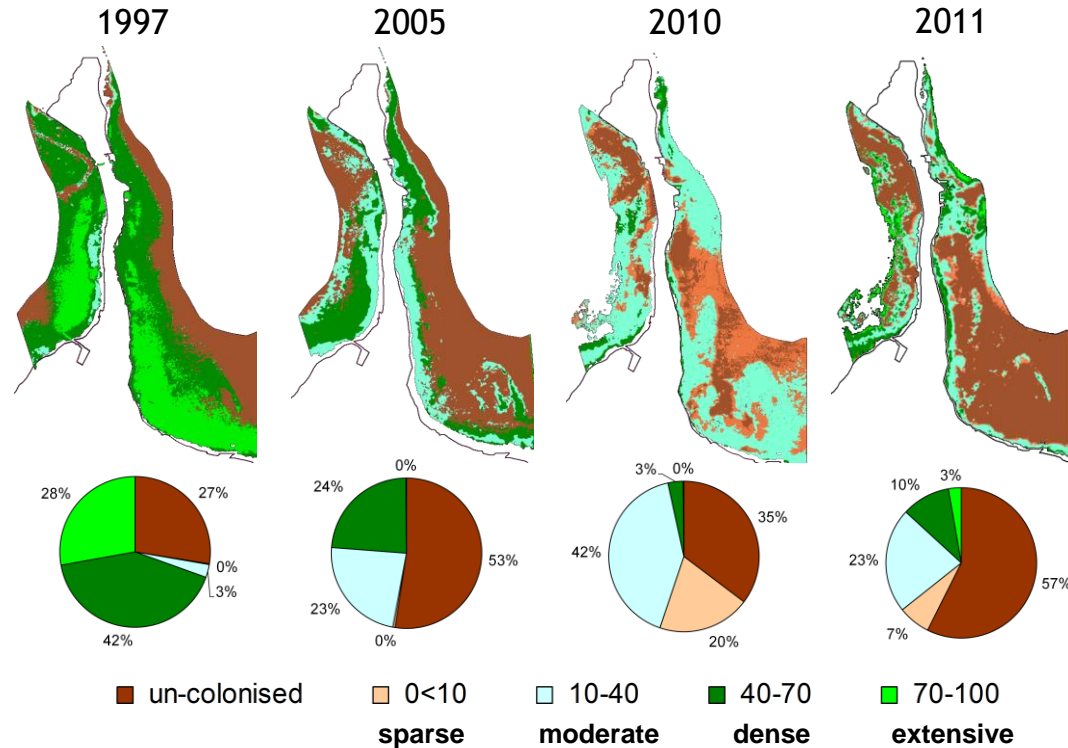 1997 2005 2010 2011
28% 27% 0% 3% 42%
0% 24% 53% 23% 0%
3% 0% 35% 42% 20%
3% 10% 23% 57% 7%
un-colonised 0<10 10-40 40-70 70-100
sparse moderate dense extensive